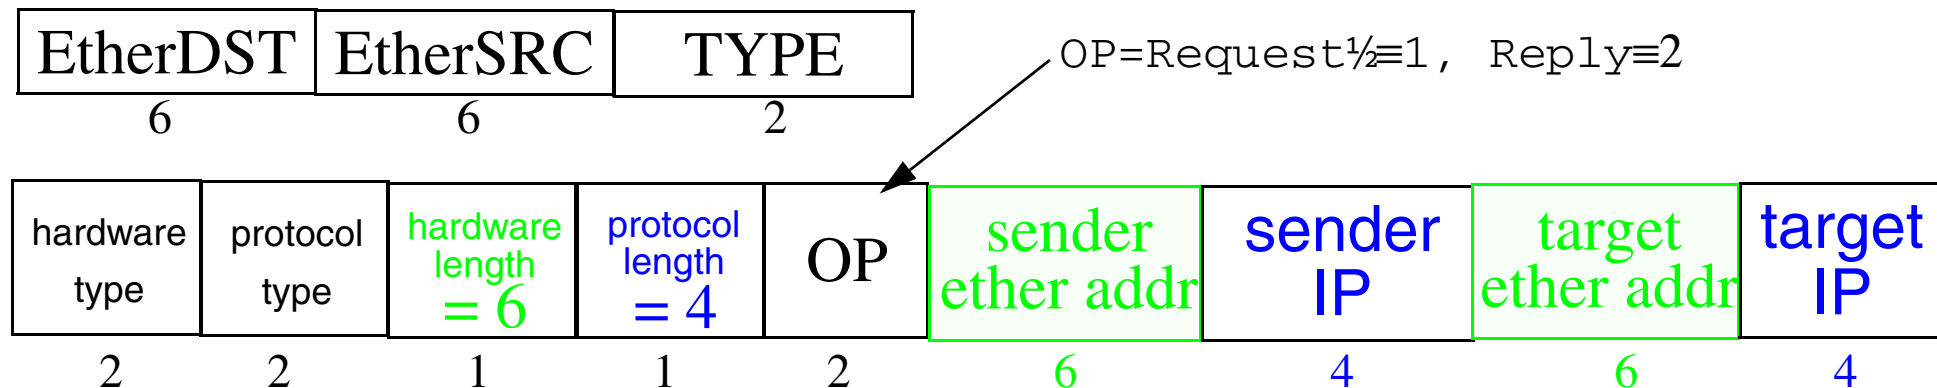 EtherDST EtherSRC TYPE
OP=Request½≡1, Reply≡2
6 6 2
hardware type protocol type hardware length = 6 protocol length = 4 OP sender ether addr sender IP target ether addr target IP
2 2 1 1 2 6 4 6 4